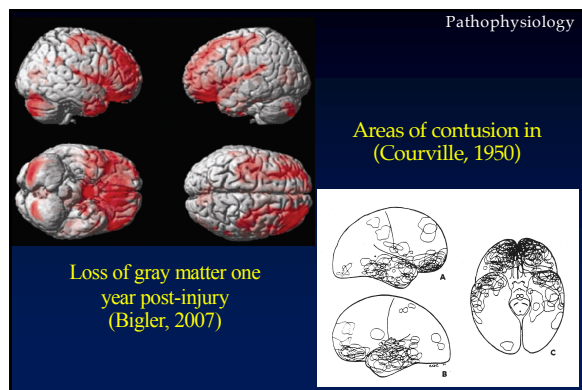 Pathophysiology
Areas of contusion in
(Courville, 1950)
Loss of gray matter one
year post-injury
(Bigler, 2007)
A
B
C